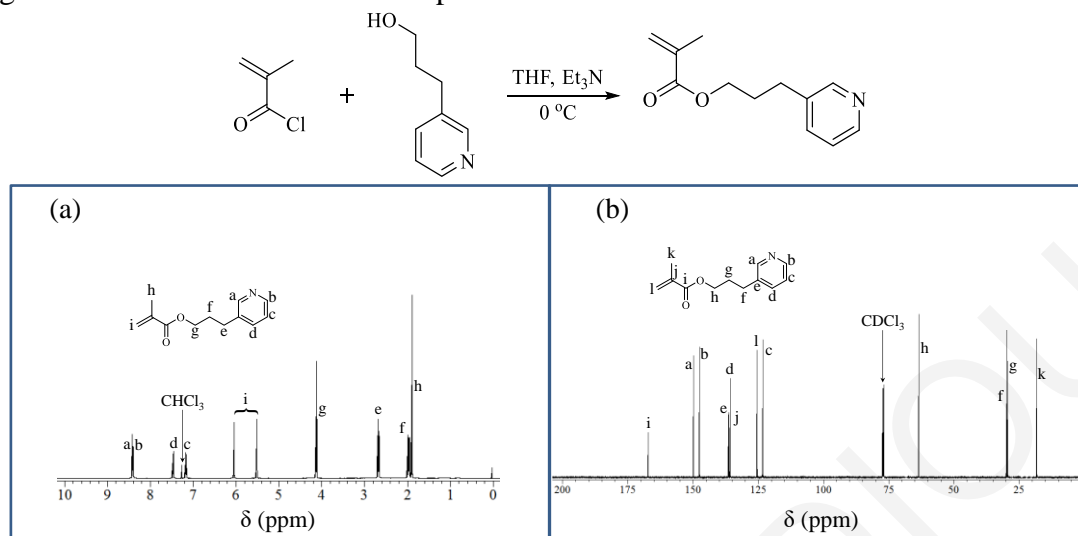 HO
O
Cl
+
N
THF, Et3N
0 °C
O
O
N
(a)
h
i
O
O
g
f
e
a
N
b
c
d
CHCl3
a b
d
c
i
g
e
f
h
10 9 8 7 6 5 4 3 2 1 0
δ (ppm)
(b)
k
j
l
i
O
O
h
g
f
e
a
N
b
c
d
CDCl3
i
a
b
e
d
j
l
c
h
f
g
k
200 175 150 125 100 75 50 25
δ (ppm)